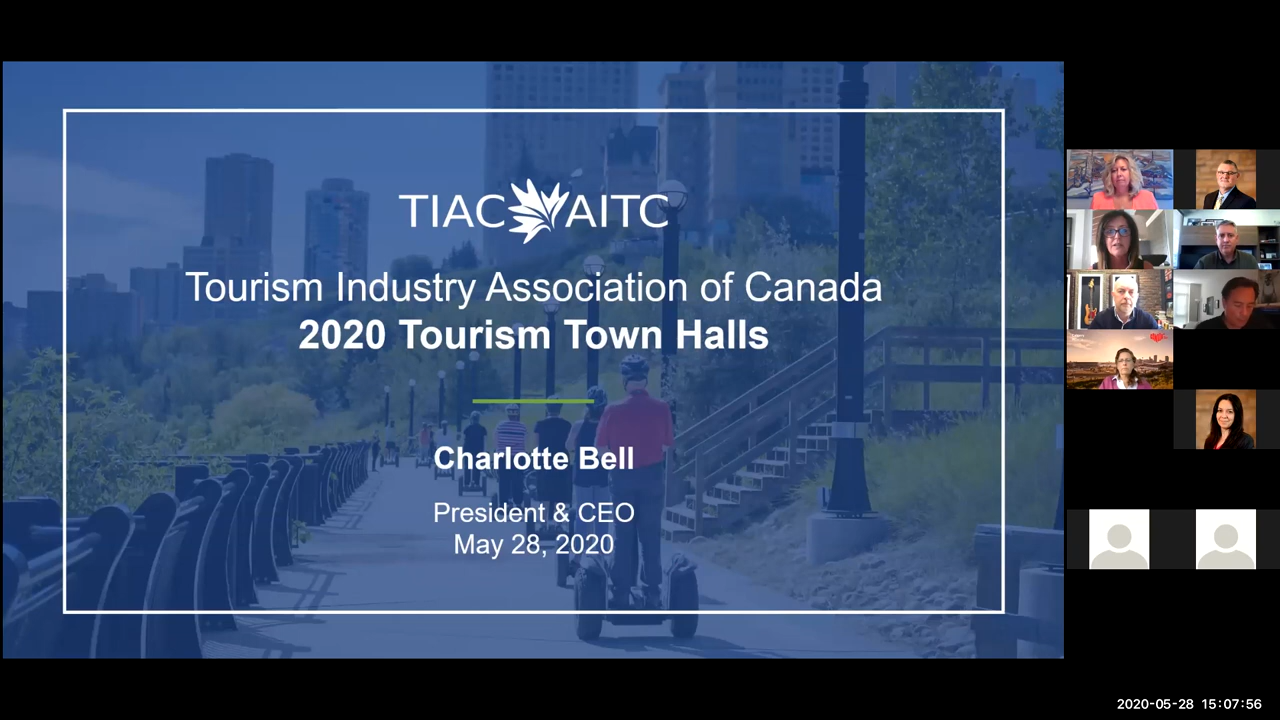 TIAC AITC
Tourism Industry Association of Canada
2020 Tourism Town Halls
Charlotte Bell
President & CEO
May 28, 2020
2020-05-28 15:07:56